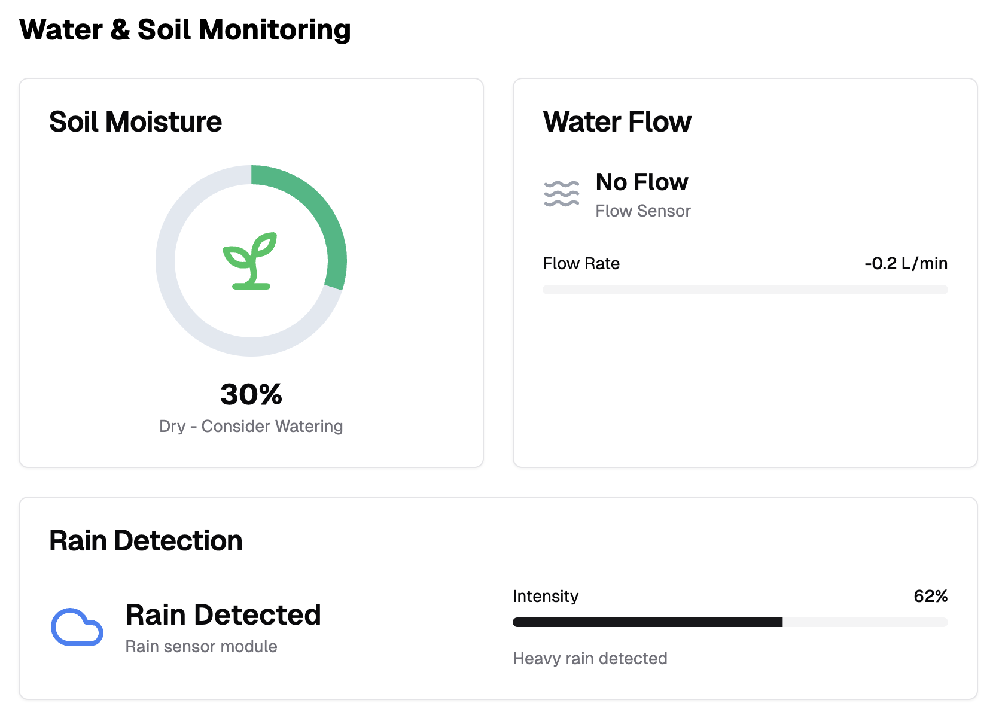 Water & Soil Monitoring
Soil Moisture
30%
Dry - Consider Watering
Water Flow
No Flow
Flow Sensor
Flow Rate -0.2 L/min
Rain Detection
Rain Detected
Rain sensor module
Intensity 62%
Heavy rain detected